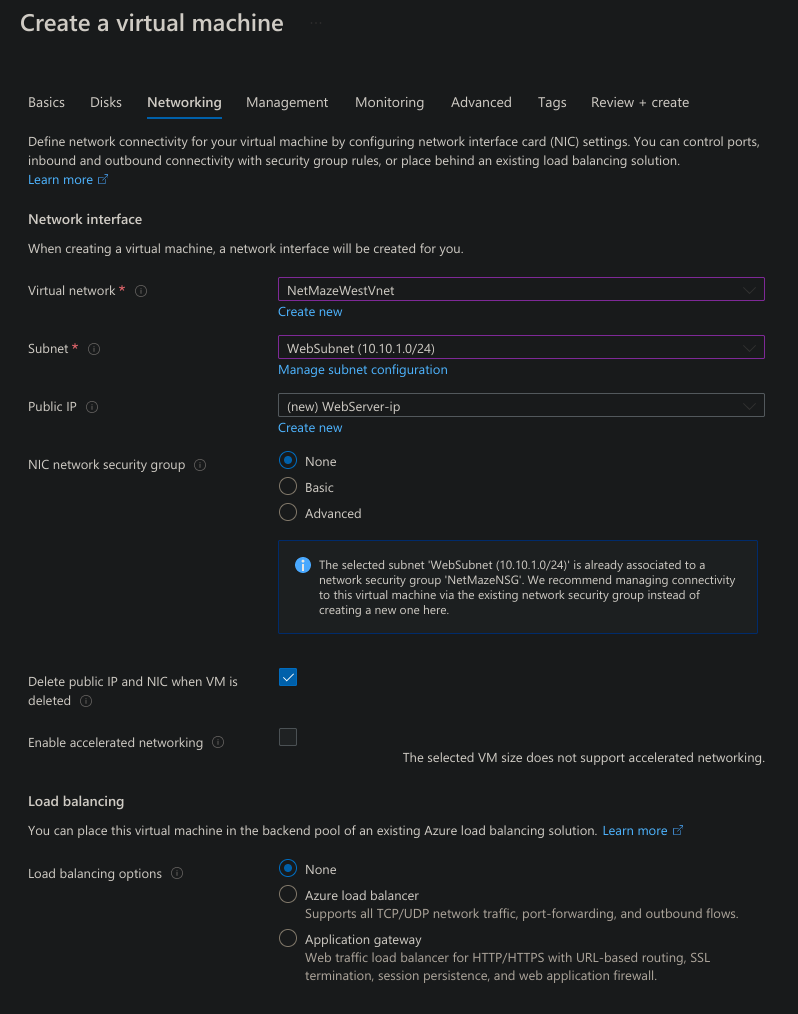 Create a virtual machine ...
Basics Disks Networking Management Monitoring Advanced Tags Review + create
Define network connectivity for your virtual machine by configuring network interface card (NIC) settings. You can control ports,
inbound and outbound connectivity with security group rules, or place behind an existing load balancing solution.
Learn more
Network interface
When creating a virtual machine, a network interface will be created for you.
Virtual network *
NetMazeWestVnet
Create new
Subnet *
WebSubnet (10.10.1.0/24)
Manage subnet configuration
Public IP
(new) WebServer-ip
Create new
NIC network security group
None
Basic
Advanced
The selected subnet 'WebSubnet (10.10.1.0/24)' is already associated to a
network security group 'NetMazeNSG'. We recommend managing connectivity
to this virtual machine via the existing network security group instead of
creating a new one here.
Delete public IP and NIC when VM is
deleted
Enable accelerated networking
The selected VM size does not support accelerated networking.
Load balancing
You can place this virtual machine in the backend pool of an existing Azure load balancing solution. Learn more
Load balancing options
None
Azure load balancer
Supports all TCP/UDP network traffic, port-forwarding, and outbound flows.
Application gateway
Web traffic load balancer for HTTP/HTTPS with URL-based routing, SSL
termination, session persistence, and web application firewall.